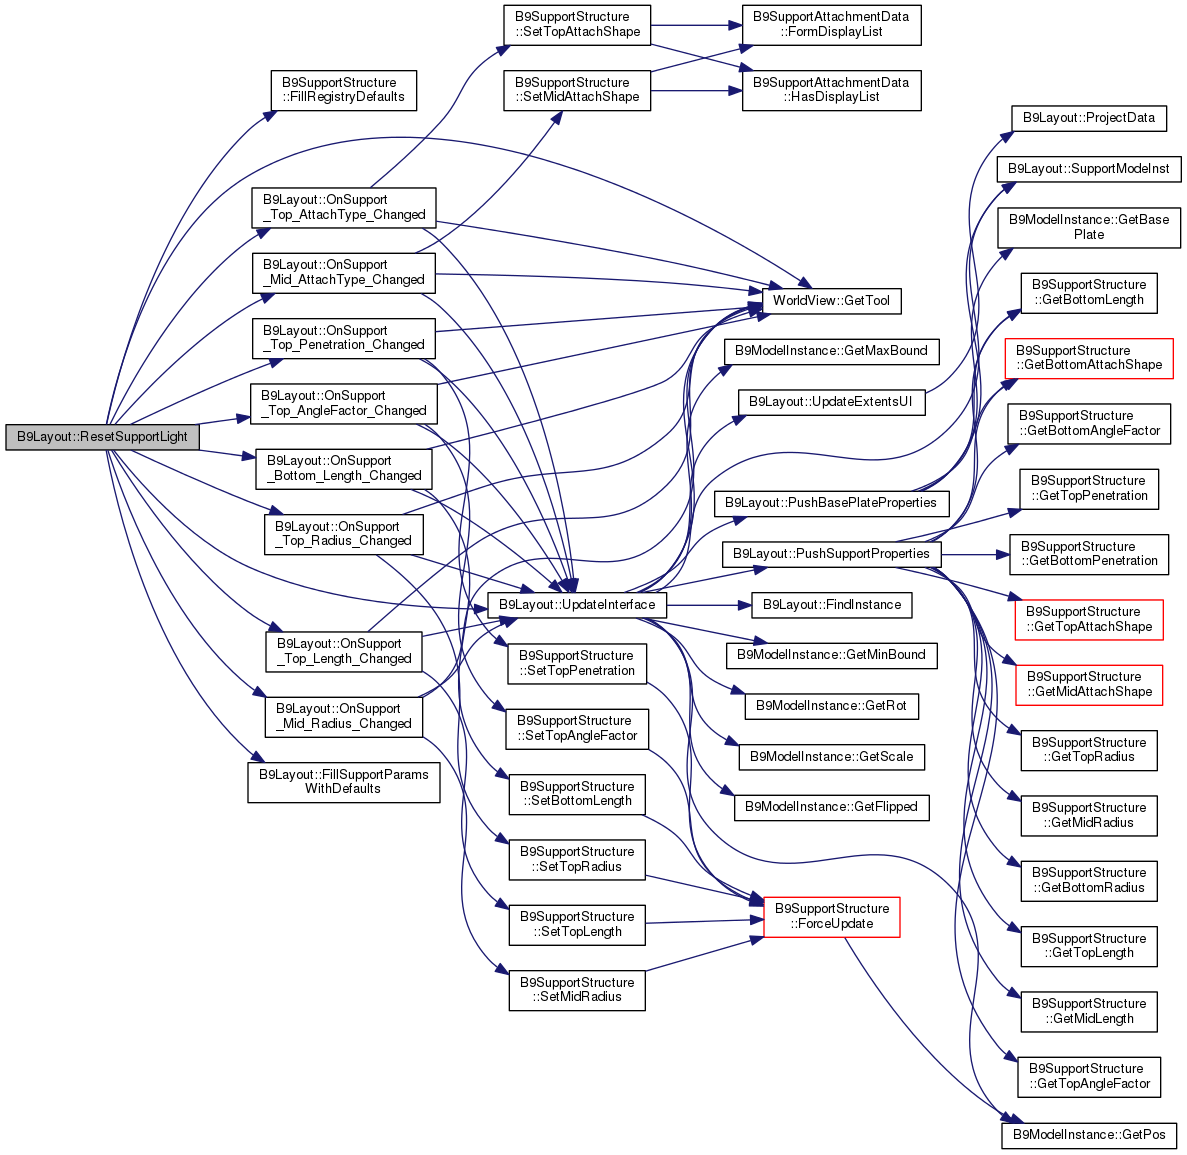 B9Layout::ResetSupportLight
B9SupportStructure
::FillRegistryDefaults
B9Layout::OnSupport
_Top_AttachType_Changed
B9Layout::OnSupport
_Mid_AttachType_Changed
B9Layout::OnSupport
_Top_Penetration_Changed
B9Layout::OnSupport
_Top_AngleFactor_Changed
B9Layout::OnSupport
_Bottom_Length_Changed
B9Layout::OnSupport
_Top_Radius_Changed
B9Layout::OnSupport
_Top_Length_Changed
B9Layout::OnSupport
_Mid_Radius_Changed
B9Layout::FillSupportParams
WithDefaults
B9SupportStructure
::SetTopAttachShape
B9SupportStructure
::SetMidAttachShape
B9Layout::UpdateInterface
B9SupportStructure
::SetTopPenetration
B9SupportStructure
::SetTopAngleFactor
B9SupportStructure
::SetBottomLength
B9SupportStructure
::SetTopRadius
B9SupportStructure
::SetTopLength
B9SupportStructure
::SetMidRadius
B9SupportAttachmentData
::FormDisplayList
B9SupportAttachmentData
::HasDisplayList
WorldView::GetTool
B9ModelInstance::GetMaxBound
B9Layout::UpdateExtentsUI
B9Layout::PushBasePlateProperties
B9Layout::PushSupportProperties
B9Layout::FindInstance
B9ModelInstance::GetMinBound
B9ModelInstance::GetRot
B9ModelInstance::GetScale
B9ModelInstance::GetFlipped
B9SupportStructure
::ForceUpdate
B9Layout::ProjectData
B9Layout::SupportModeInst
B9ModelInstance::GetBase
Plate
B9SupportStructure
::GetBottomLength
B9SupportStructure
::GetBottomAttachShape
B9SupportStructure
::GetBottomAngleFactor
B9SupportStructure
::GetTopPenetration
B9SupportStructure
::GetBottomPenetration
B9SupportStructure
::GetTopAttachShape
B9SupportStructure
::GetMidAttachShape
B9SupportStructure
::GetTopRadius
B9SupportStructure
::GetMidRadius
B9SupportStructure
::GetBottomRadius
B9SupportStructure
::GetTopLength
B9SupportStructure
::GetMidLength
B9SupportStructure
::GetTopAngleFactor
B9ModelInstance::GetPos